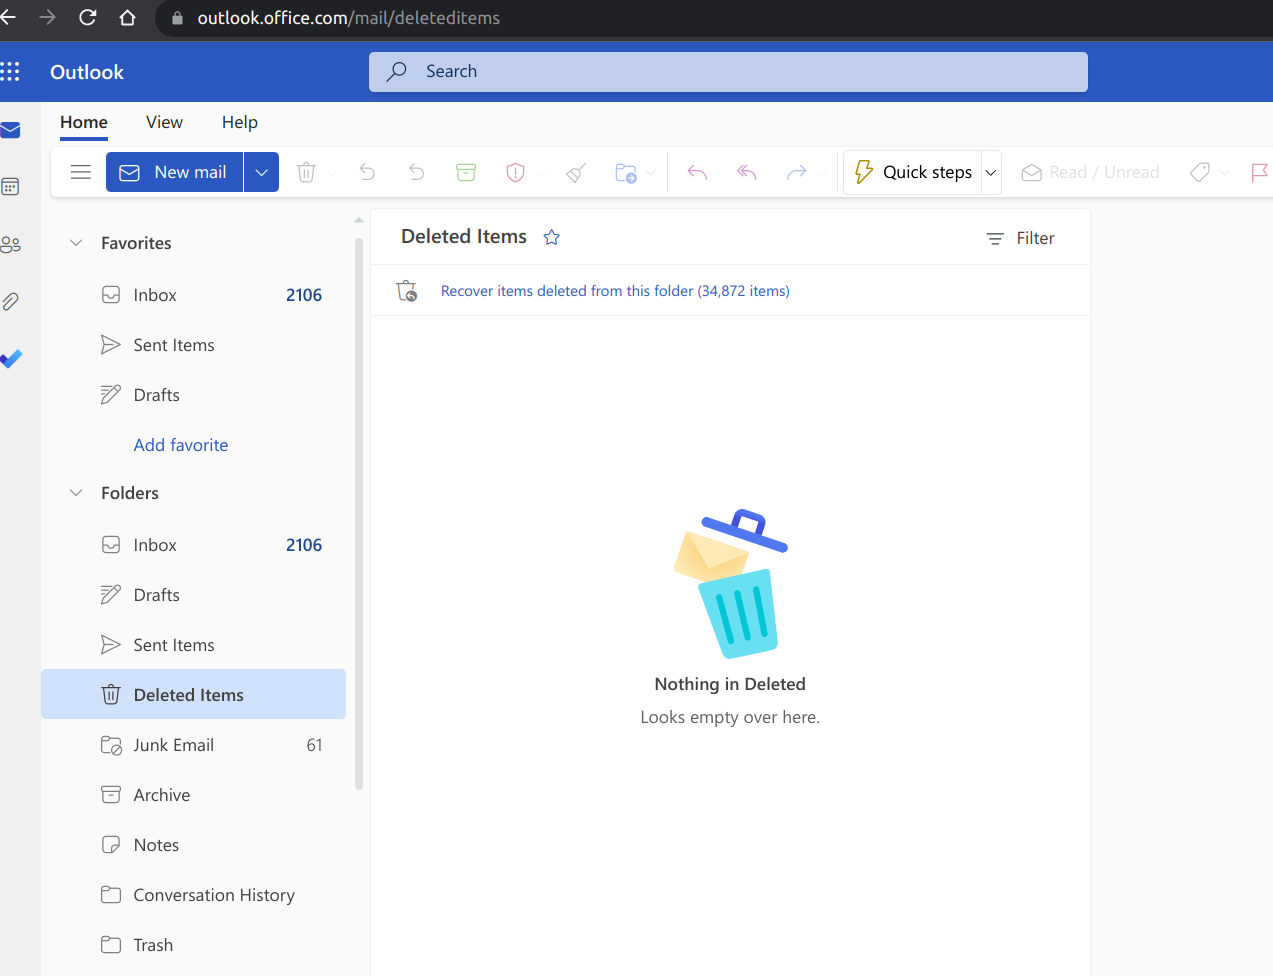 outlook.office.com/mail/deleteditems
Outlook
Search
Home View Help
New mail Quick steps Read / Unread
Favorites
Inbox 2106
Sent Items
Drafts
Add favorite
Folders
Inbox 2106
Drafts
Sent Items
Deleted Items
Junk Email 61
Archive
Notes
Conversation History
Trash
Deleted Items Filter
Recover items deleted from this folder (34,872 items)
Nothing in Deleted
Looks empty over here.